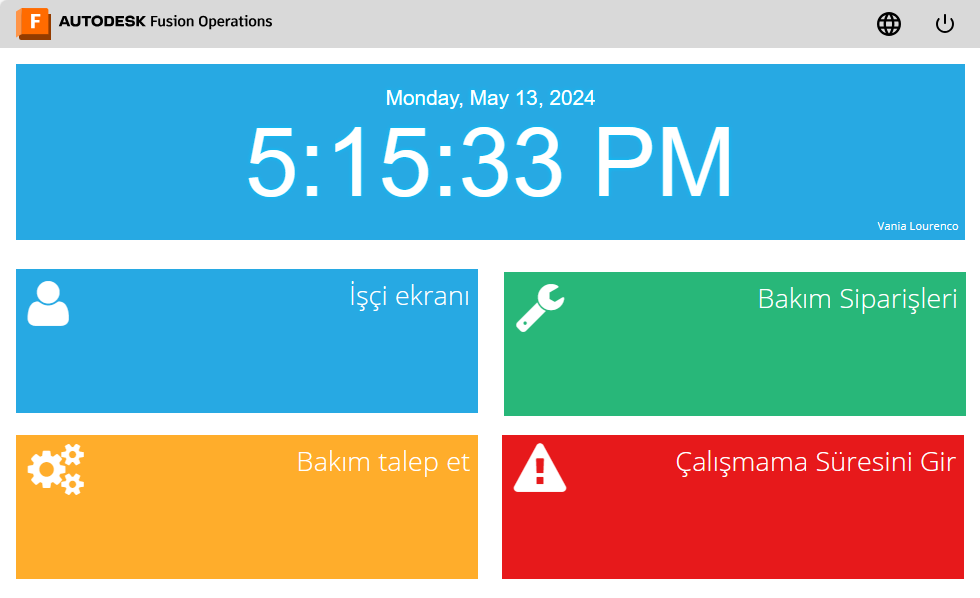 F AUTODESK Fusion Operations
Monday, May 13, 2024
5:15:33 PM
Vania Lourenco
İşçi ekranı
Bakım Siparişleri
Bakım talep et
Çalışmama Süresini Gir